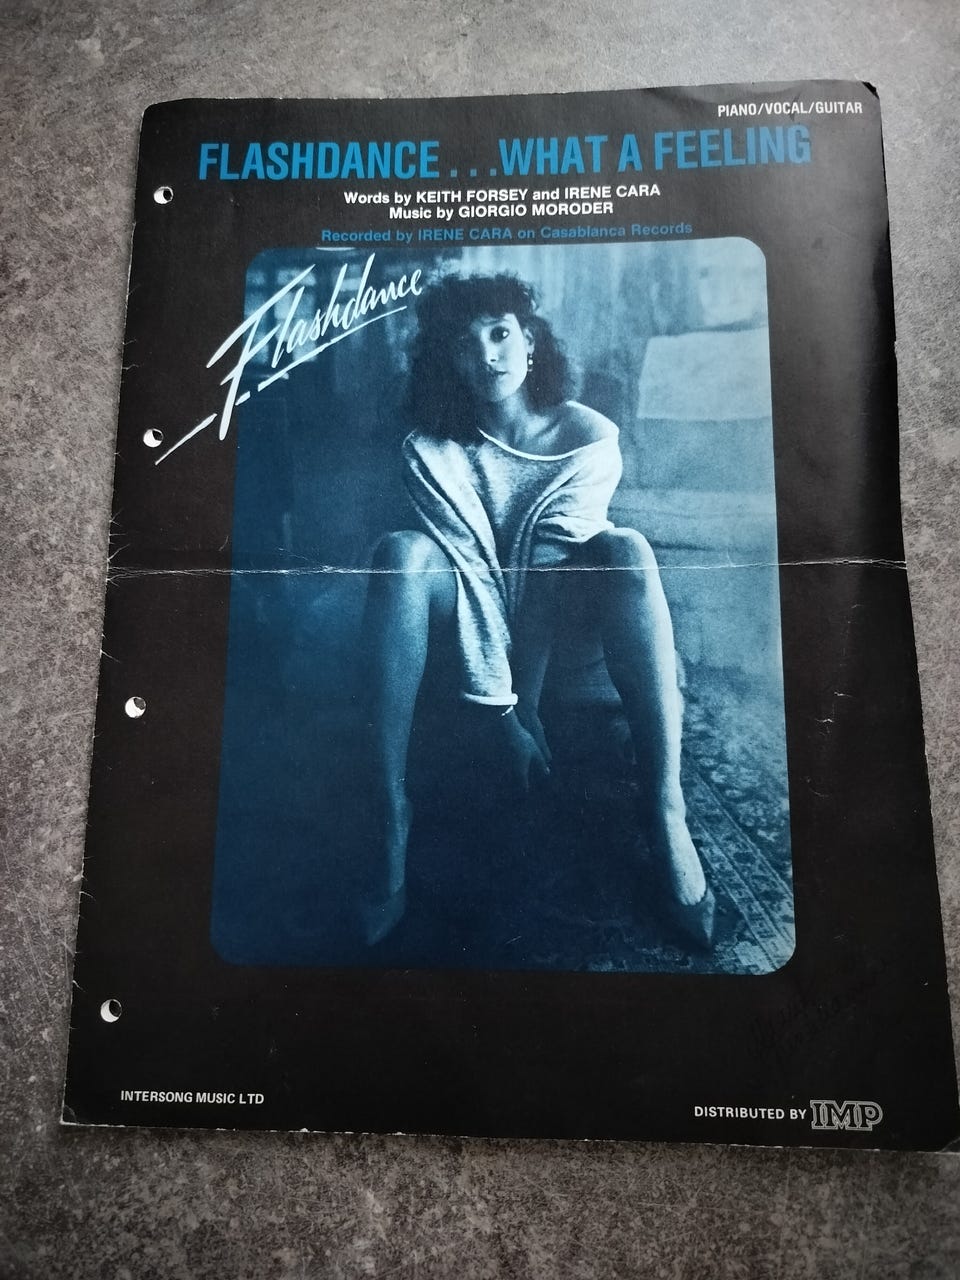 PIANO/VOCAL/GUITAR
FLASHDANCE...WHAT A FEELING
Words by KEITH FORSEY and IRENE CARA
Music by GIORGIO MORODER
Recorded by IRENE CARA on Casablanca Records
Flashdance
INTERSONG MUSIC LTD
DISTRIBUTED BY IMP